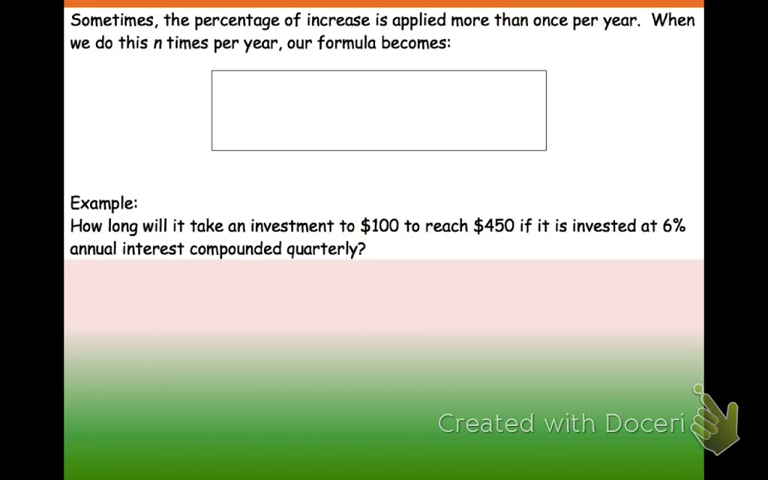 Sometimes, the percentage of increase is applied more than once per year. When
we do this n times per year, our formula becomes:
Example:
How long will it take an investment to $100 to reach $450 if it is invested at 6%
annual interest compounded quarterly?
Created with Doceri